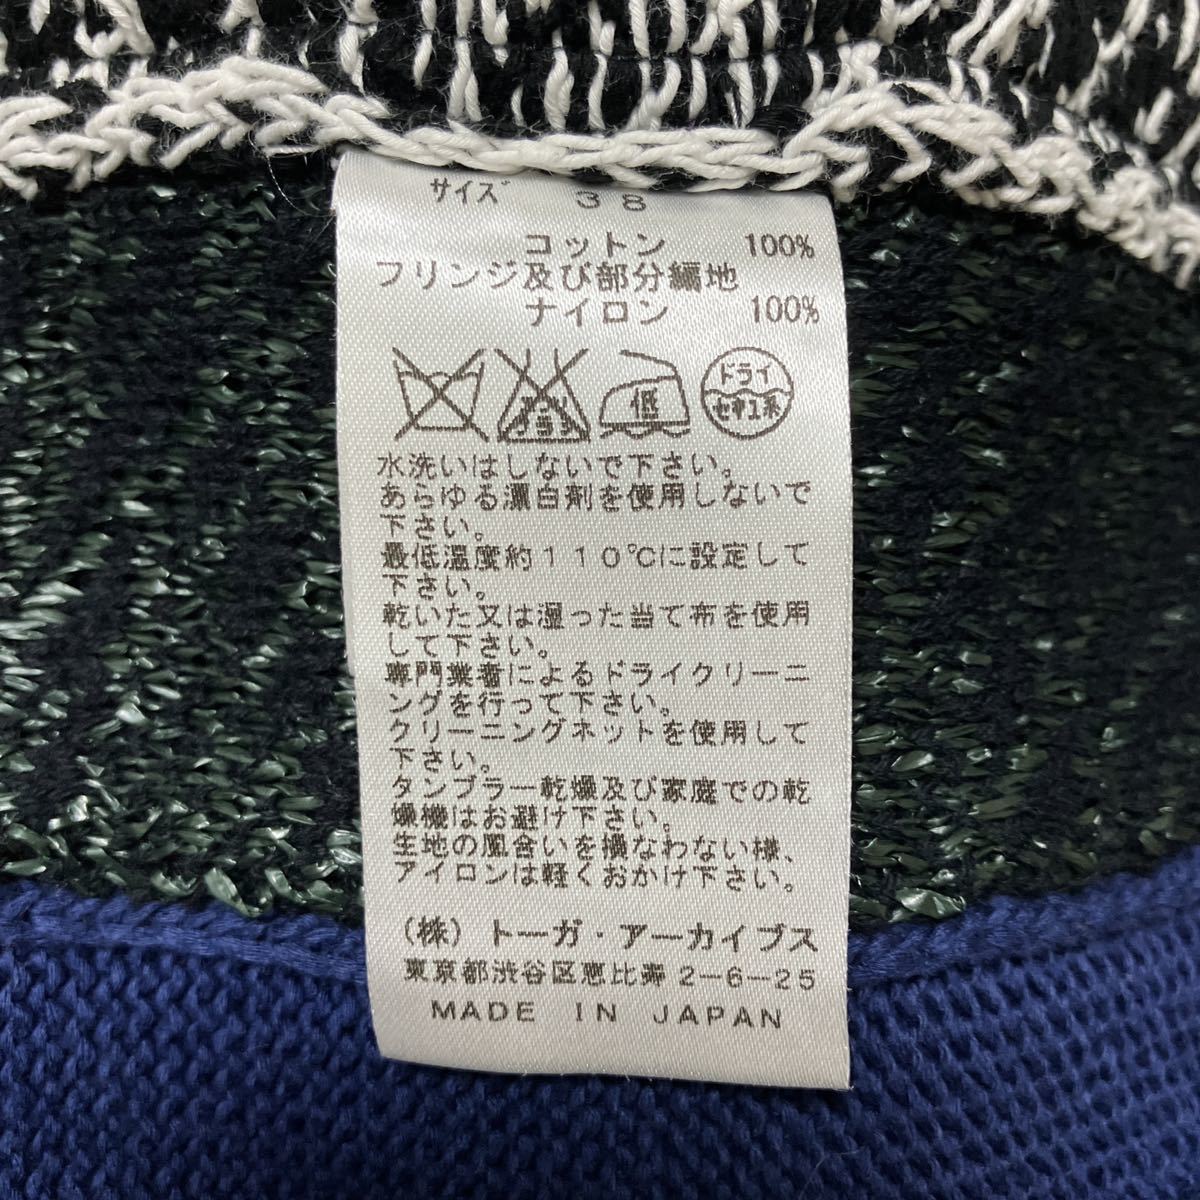 サイズ 38
コットン 100%
フリンジ及び部分編地
ナイロン 100%
エンソサラシ
低
ドライ
セキユ系
水洗いはしないで下さい。
あらゆる漂白剤を使用しないで
下さい。
最低温度約110℃に設定して
下さい。
乾いた又は湿った当て布を使用
して下さい。
専門業者によるドライクリーニ
ングを行って下さい。
クリーニングネットを使用して
下さい。
タンブラー乾燥及び家庭での乾
燥機はお避け下さい。
生地の風合いを損なわない様、
アイロンは軽くおかけ下さい。
(株)トーガ・アーカイブス
東京都渋谷区恵比寿2-6-25
MADE IN JAPAN